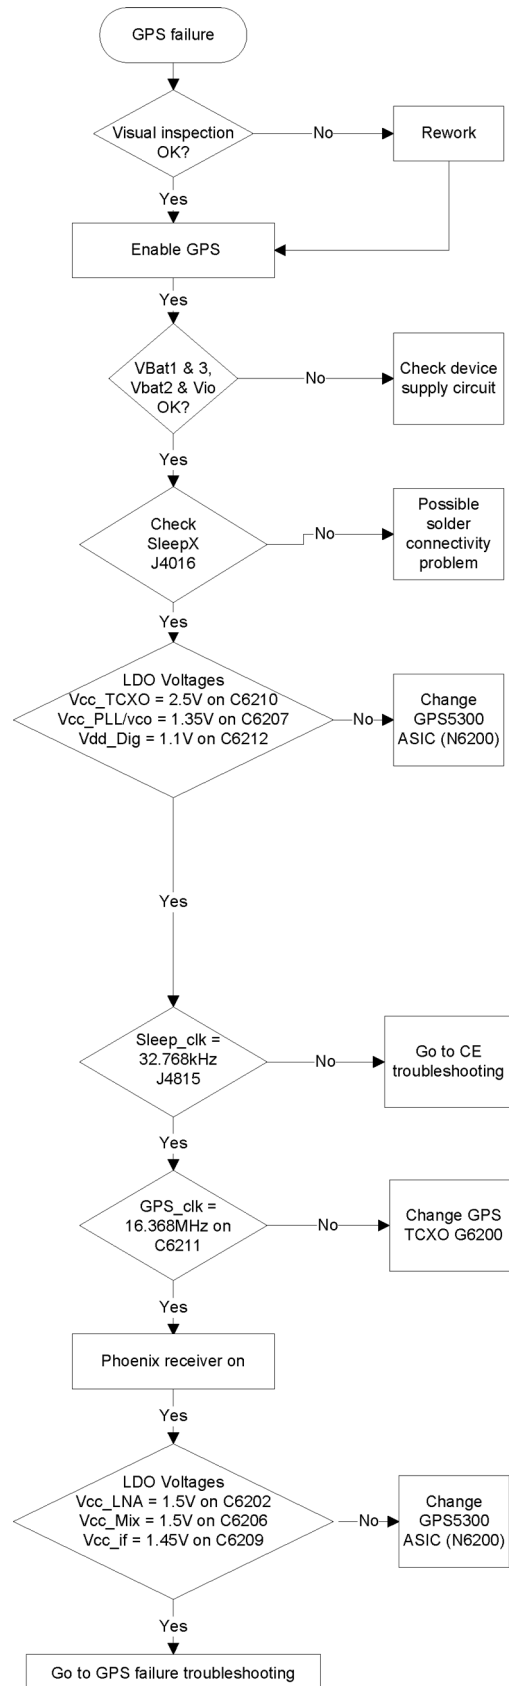 GPS failure
Visual inspection
OK?
No
Rework
Yes
Enable GPS
Yes
VBat1 & 3,
Vbat2 & Vio
OK?
No
Check device
supply circuit
Yes
Check
SleepX
J4016
No
Possible
solder
connectivity
problem
Yes
LDO Voltages
Vcc_TCXO = 2.5V on C6210
Vcc_PLL/vco = 1.35V on C6207
Vdd_Dig = 1.1V on C6212
No
Change
GPS5300
ASIC (N6200)
Yes
Sleep_clk =
32.768kHz
J4815
No
Go to CE
troubleshooting
Yes
GPS_clk =
16.368MHz on
C6211
No
Change GPS
TCXO G6200
Yes
Phoenix receiver on
Yes
LDO Voltages
Vcc_LNA = 1.5V on C6202
Vcc_Mix = 1.5V on C6206
Vcc_if = 1.45V on C6209
No
Change
GPS5300
ASIC (N6200)
Yes
Go to GPS failure troubleshooting